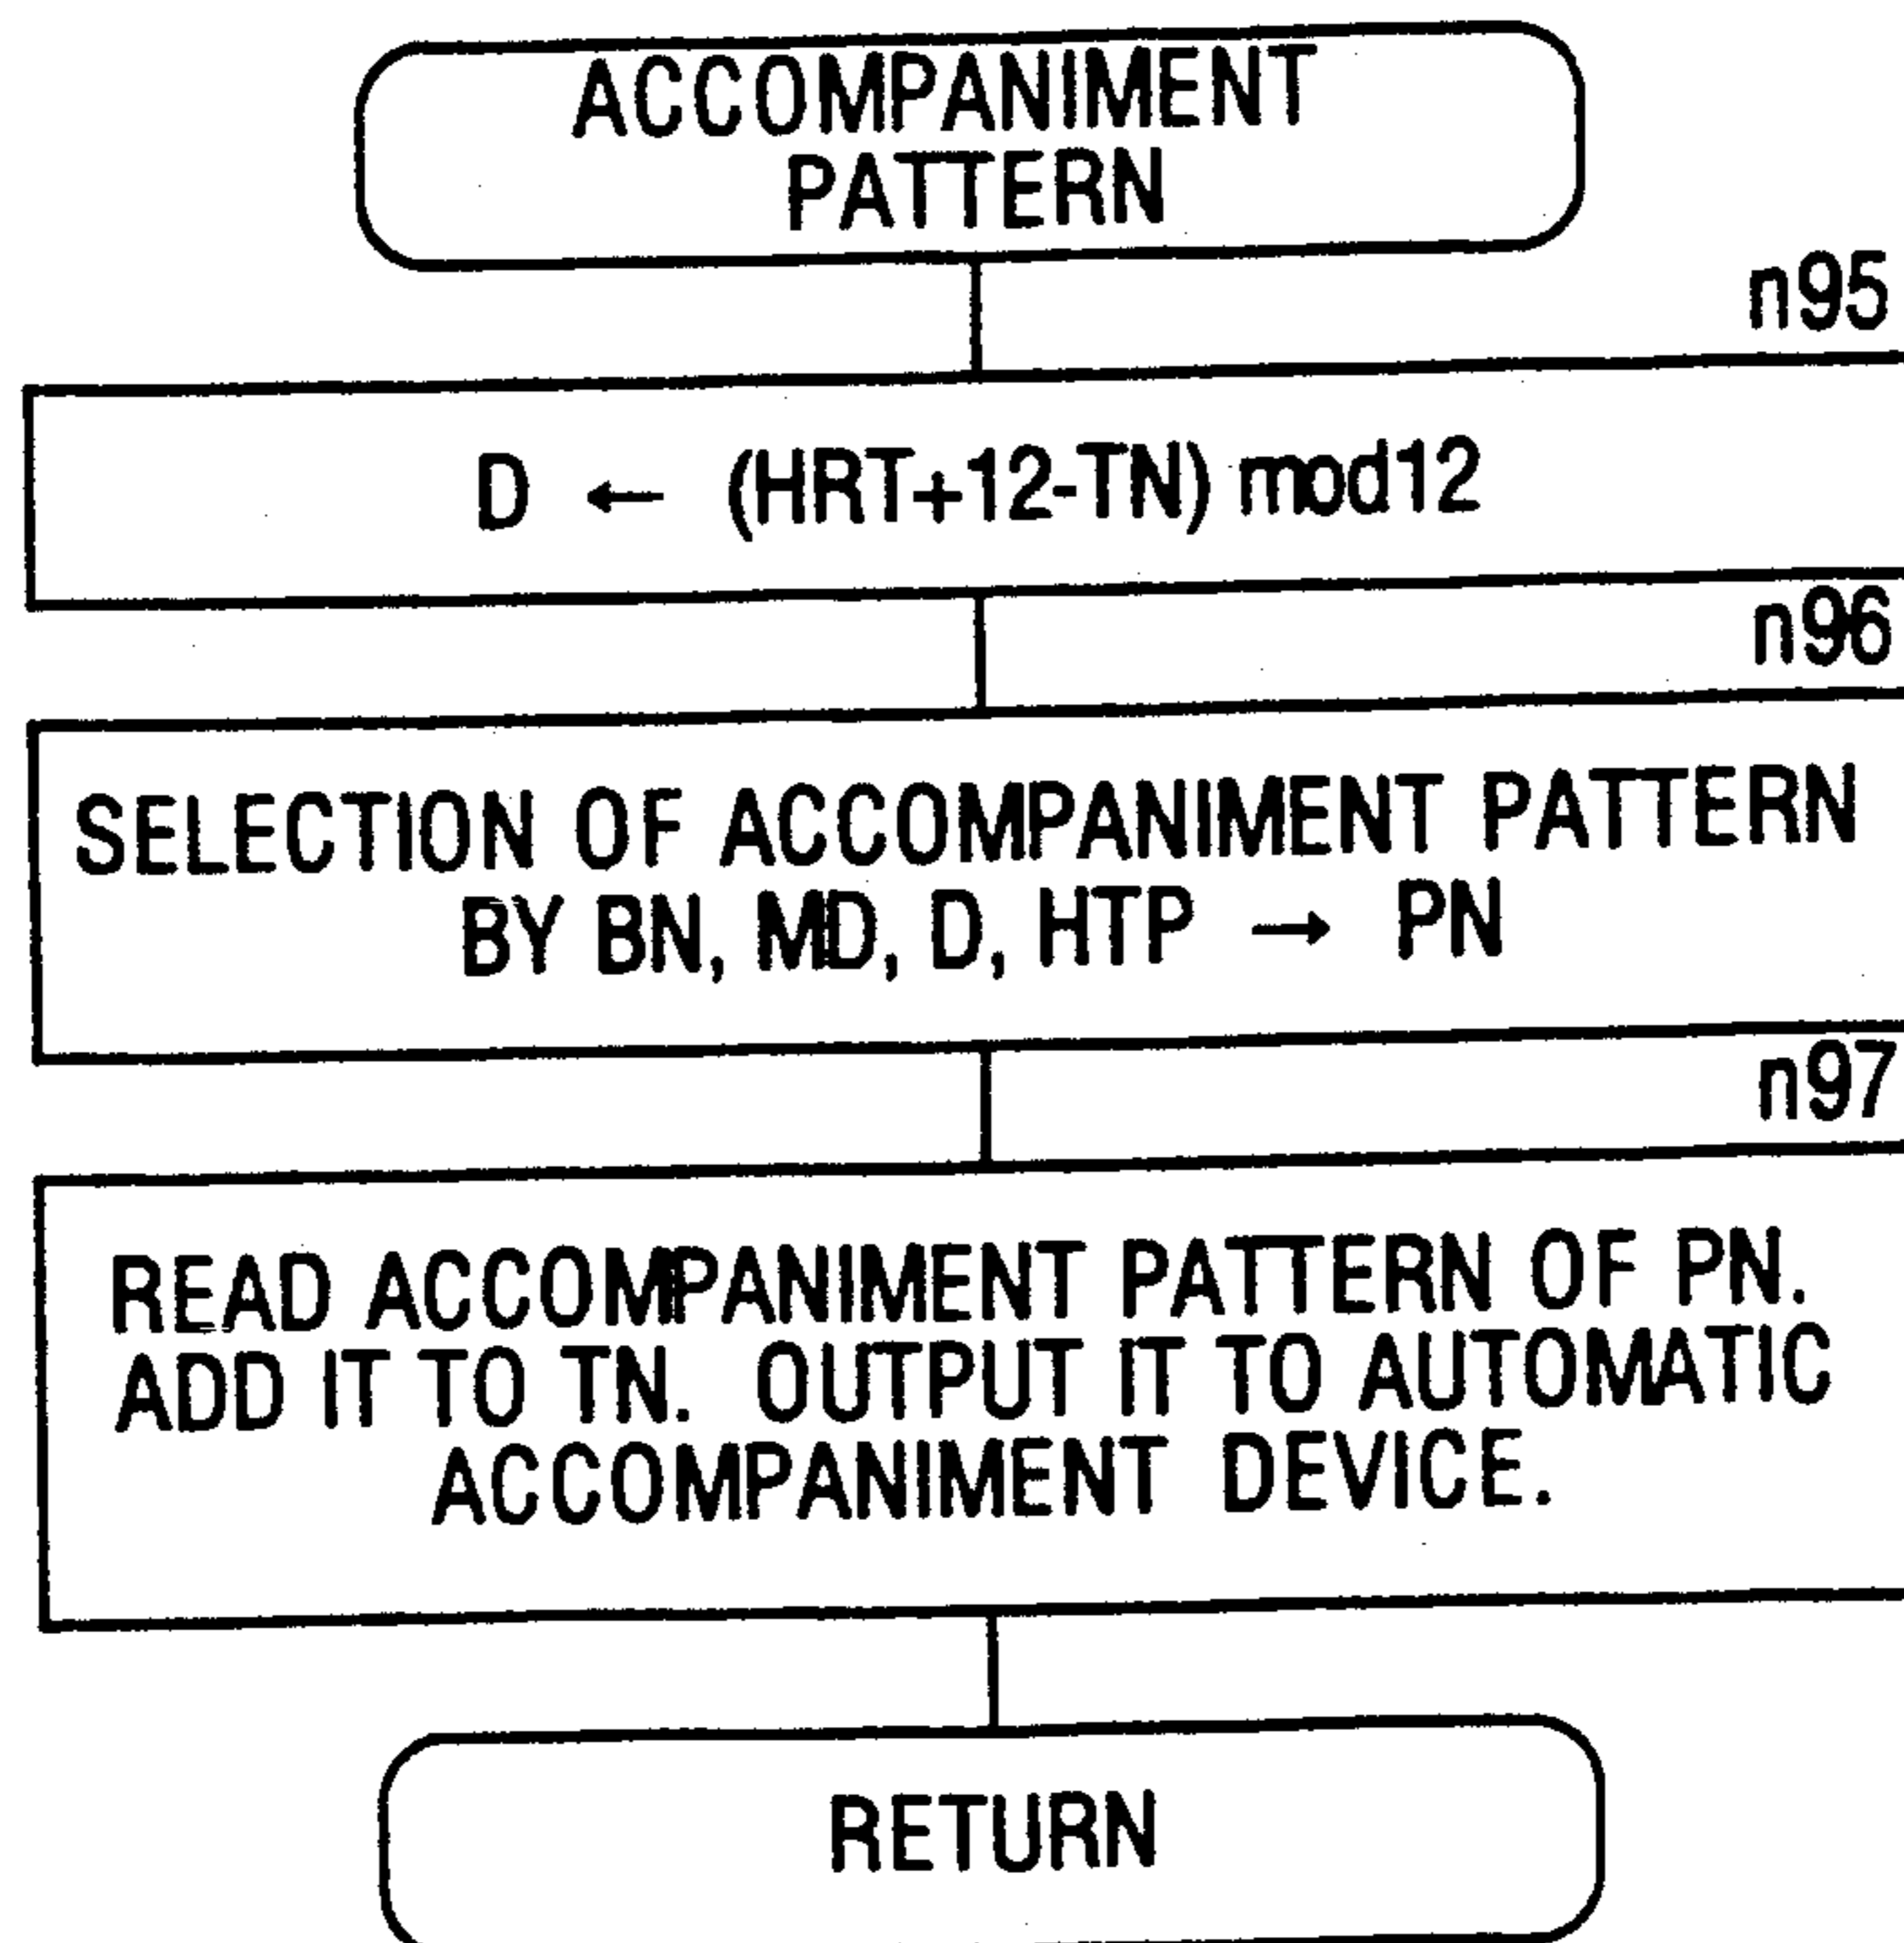 ACCOMPANIMENT
PATTERN
n95
D ← (HRT+12-TN) mod12
n96
SELECTION OF ACCOMPANIMENT PATTERN
BY BN, MD, D, HTP → PN
n97
READ ACCOMPANIMENT PATTERN OF PN.
ADD IT TO TN. OUTPUT IT TO AUTOMATIC
ACCOMPANIMENT DEVICE.
RETURN